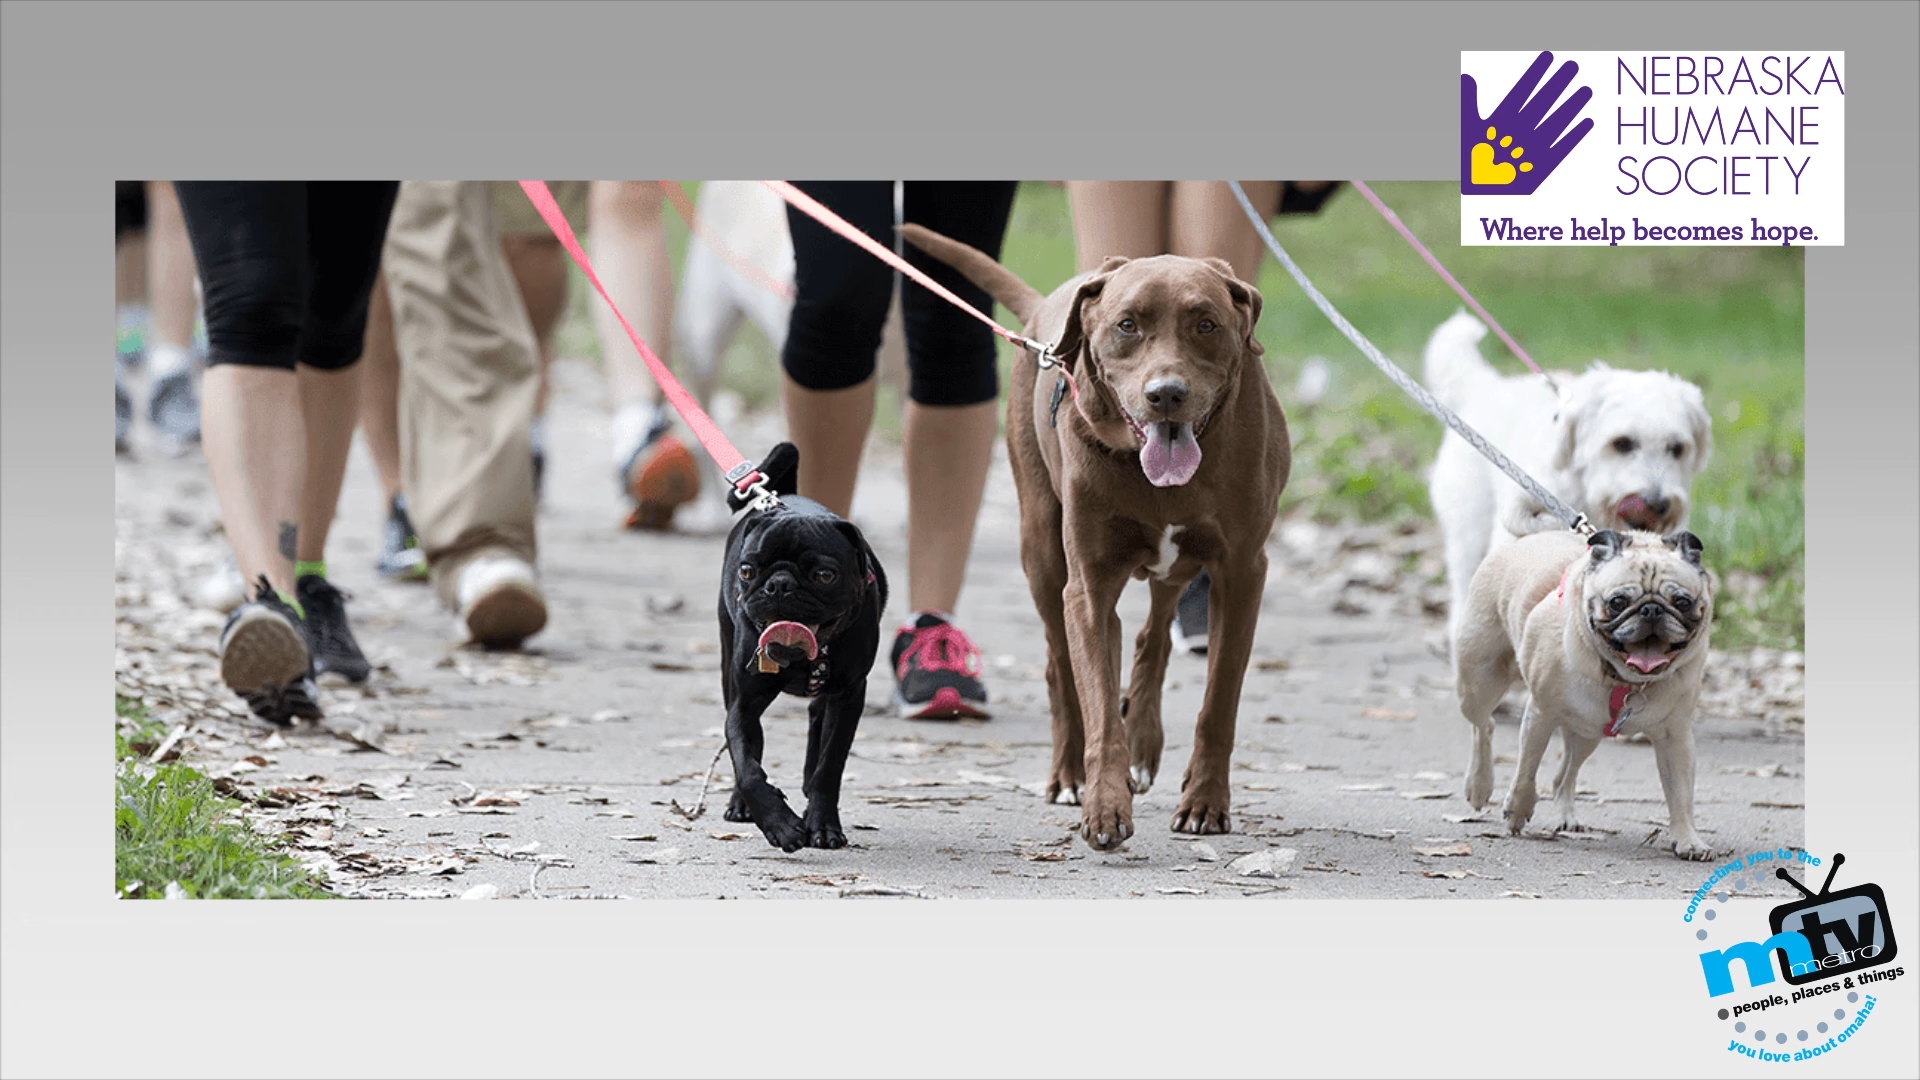 NEBRASKA
HUMANE
SOCIETY
Where help becomes hope.
connecting you to the
mtv
metro
people, places & things
you love about omaha!